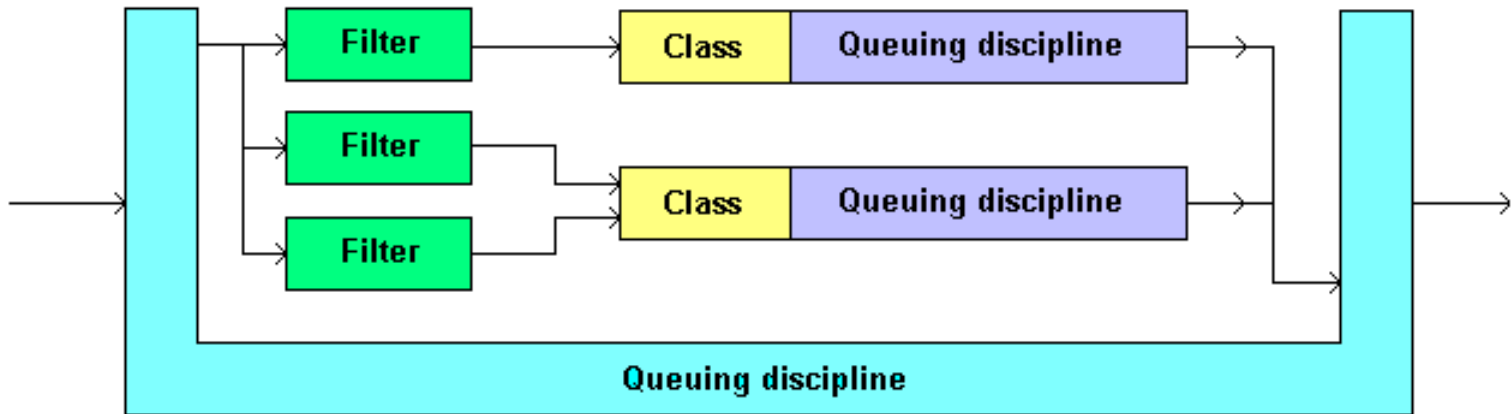 Filter
Class
Queuing discipline
Filter
Filter
Class
Queuing discipline
Queuing discipline